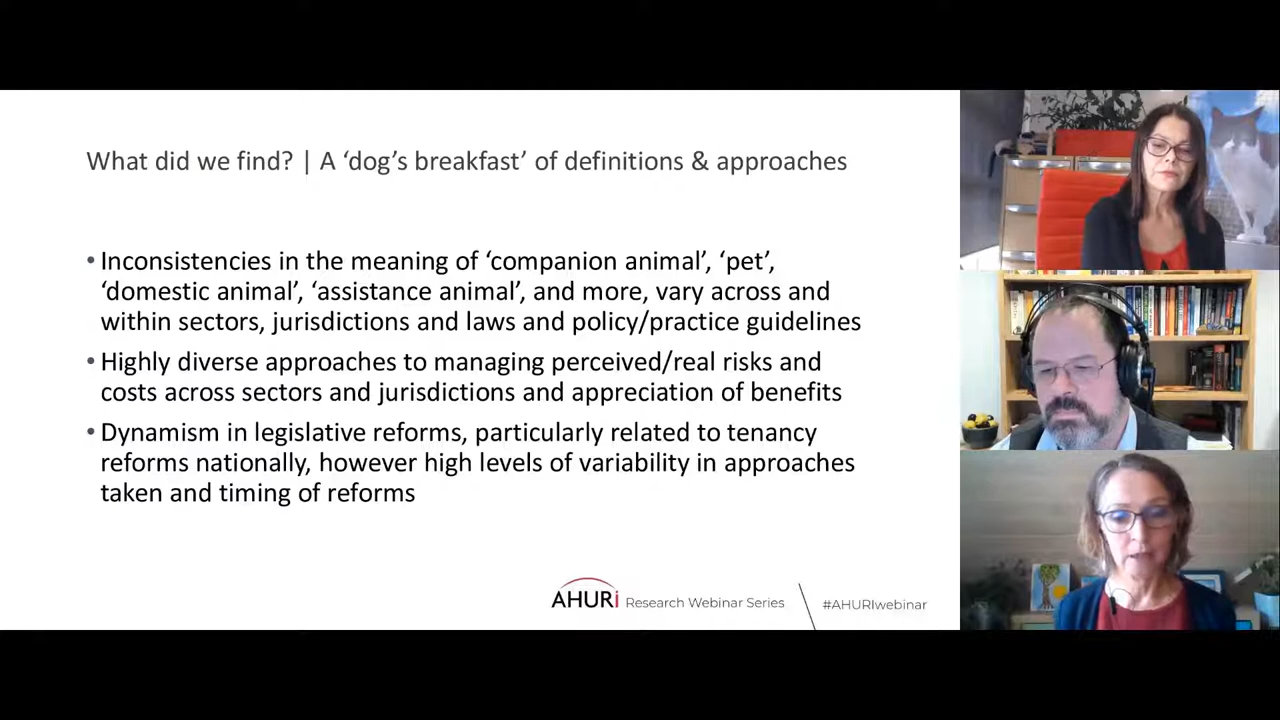 What did we find? | A ‘dog’s breakfast’ of definitions & approaches
• Inconsistencies in the meaning of ‘companion animal’, ‘pet’,
‘domestic animal’, ‘assistance animal’, and more, vary across and
within sectors, jurisdictions and laws and policy/practice guidelines
• Highly diverse approaches to managing perceived/real risks and
costs across sectors and jurisdictions and appreciation of benefits
• Dynamism in legislative reforms, particularly related to tenancy
reforms nationally, however high levels of variability in approaches
taken and timing of reforms
AHURI Research Webinar Series
#AHURIwebinar